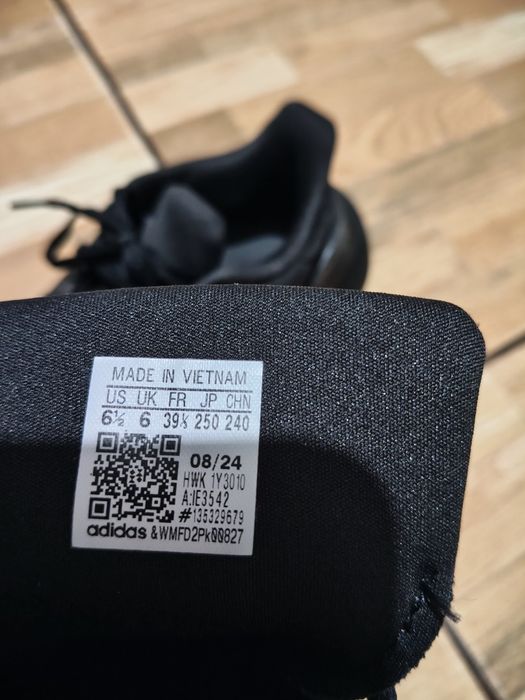 MADE IN VIETNAM
US UK FR JP CHN
6½ 6 39⅓ 250 240
08/24
HWK 1Y3010
A:IE3542
#135329679
adidas &WMFD2Pk00827